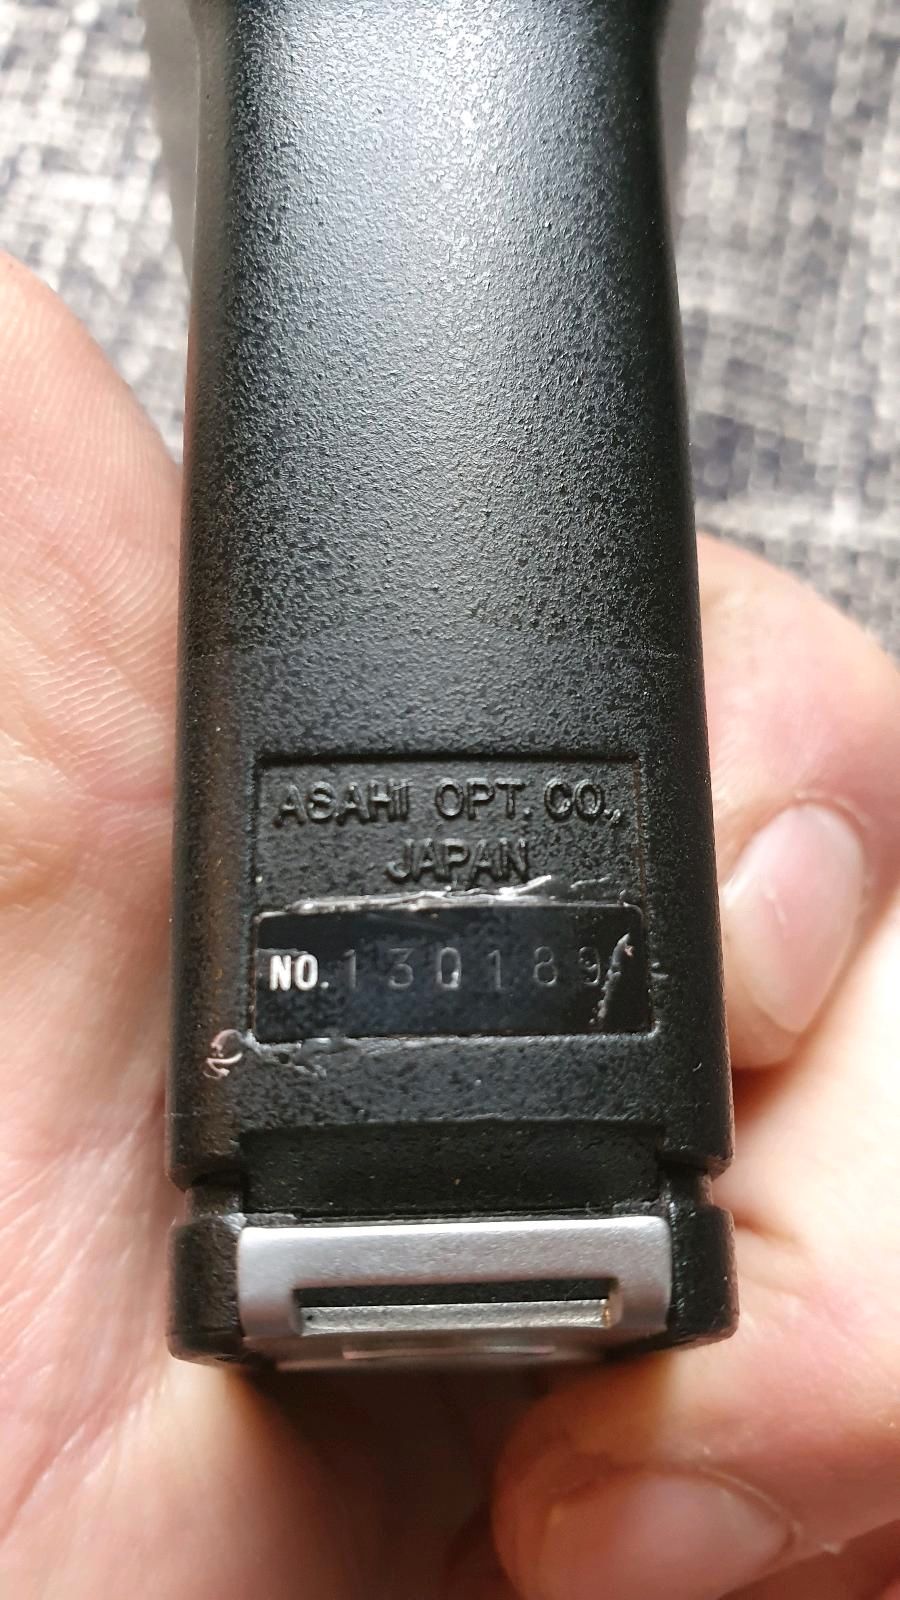 ASAHI OPT. CO.,
JAPAN
NO. 130189